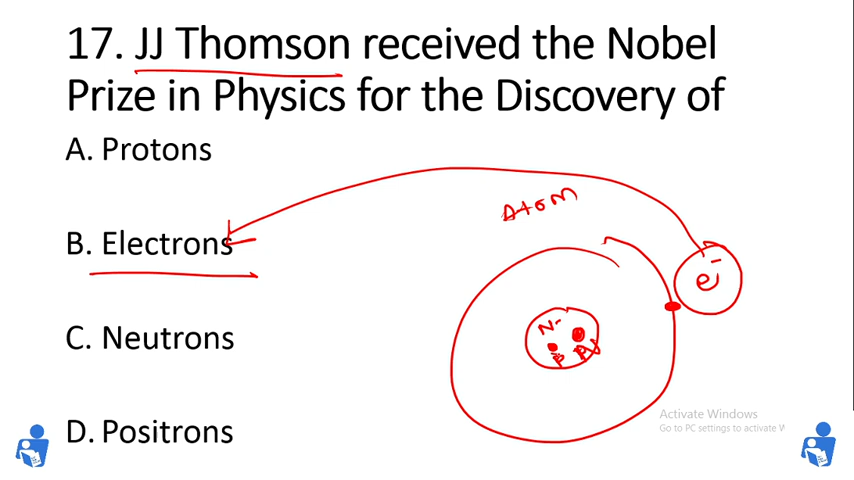 17. JJ Thomson received the Nobel
Prize in Physics for the Discovery of
A. Protons
Atom
B. Electrons
e-
N-
P
C. Neutrons
Activate Windows
Go to PC settings to activate W
D. Positrons